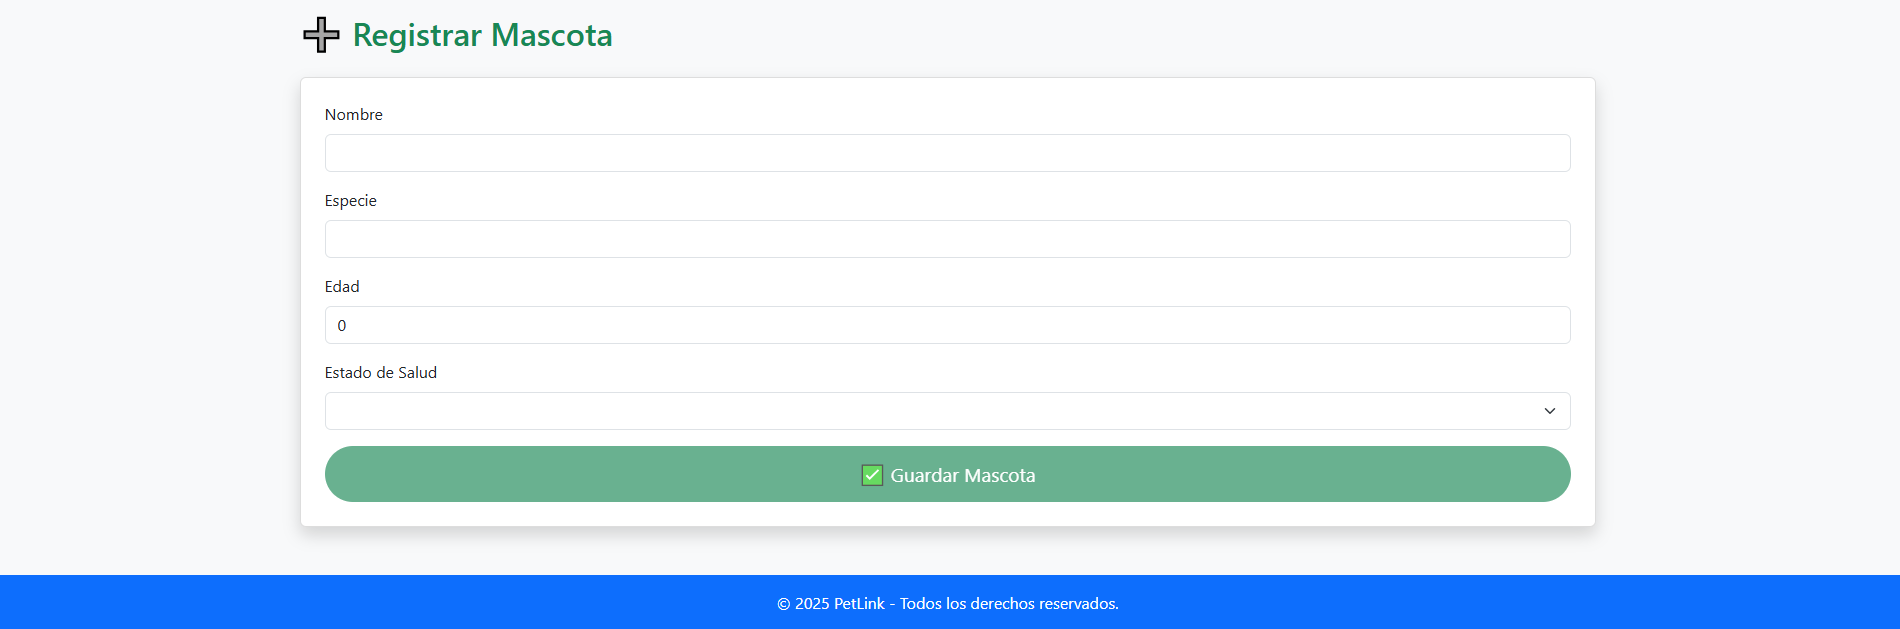 ➕ Registrar Mascota
Nombre
Especie
Edad
0
Estado de Salud
✅ Guardar Mascota
© 2025 PetLink - Todos los derechos reservados.